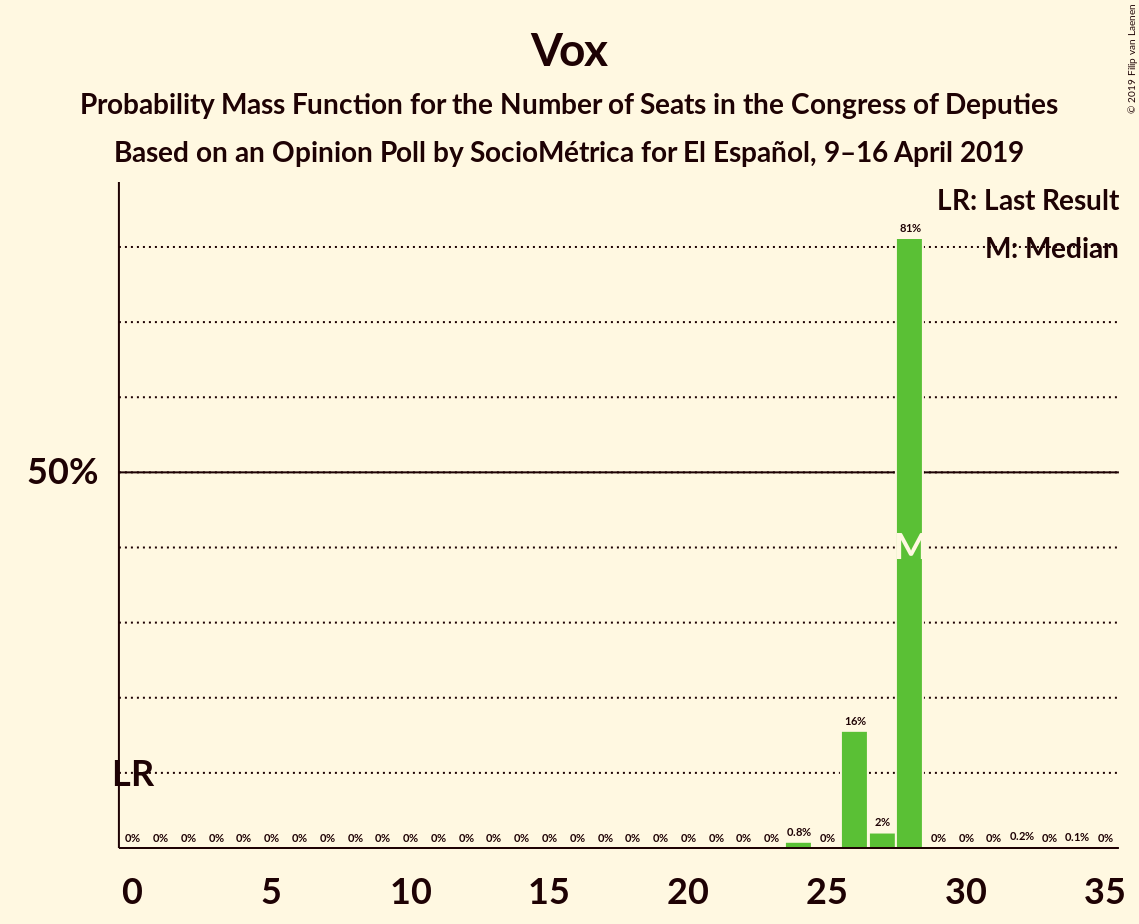 Vox
Probability Mass Function for the Number of Seats in the Congress of Deputies
Based on an Opinion Poll by SocioMétrica for El Español, 9–16 April 2019
© 2019 Filip van Laenen
LR: Last Result
M: Median
81%
50%
M
16%
LR
0% 0% 0% 0% 0% 0% 0% 0% 0% 0% 0% 0% 0% 0% 0% 0% 0% 0% 0% 0% 0% 0% 0% 0% 0.8% 0% 2% 0% 0% 0% 0.2% 0% 0.1% 0%
0 5 10 15 20 25 30 35